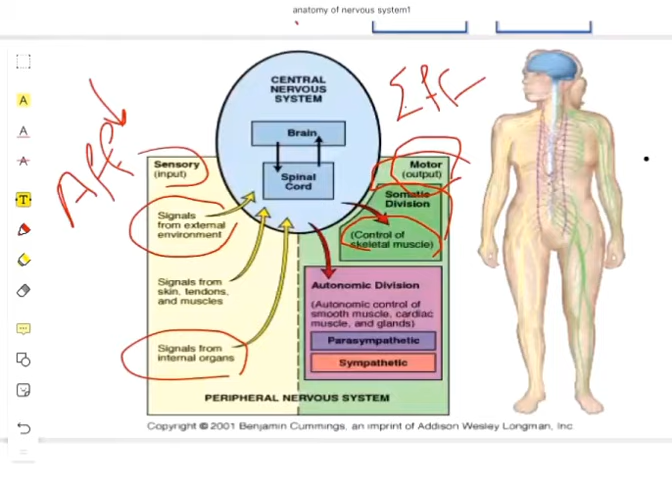 anatomy of nervous system1
CENTRAL
NERVOUS
SYSTEM
Brain
Spinal
Cord
Sensory
(input)
Motor
(output)
Somatic
Division
(Control of
skeletal muscle)
Signals
from external
environment
Signals from
skin, tendons,
and muscles
Signals from
internal organs
Autonomic Division
(Autonomic control of
smooth muscle, cardiac
muscle, and glands)
Parasympathetic
Sympathetic
PERIPHERAL NERVOUS SYSTEM
Copyright © 2001 Benjamin Cummings, an imprint of Addison Wesley Longman, Inc.
A
A
A
T